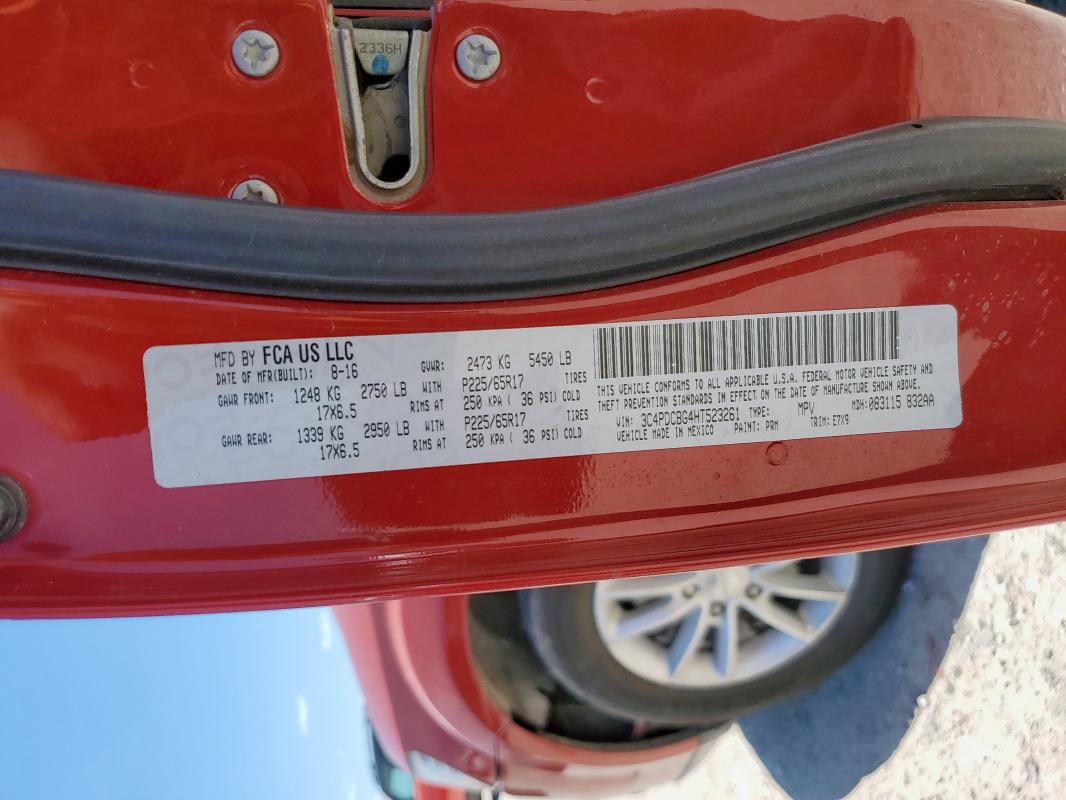 2336H
MFD BY FCA US LLC
DATE OF MFR(BUILT): 8-16 GVWR: 2473 KG 5450 LB
GAWR FRONT: 1248 KG 2750 LB WITH P225/65R17 TIRES
17X6.5 RIMS AT 250 KPA ( 36 PSI) COLD
GAWR REAR: 1339 KG 2950 LB WITH P225/65R17 TIRES
17X6.5 RIMS AT 250 KPA ( 36 PSI) COLD
THIS VEHICLE CONFORMS TO ALL APPLICABLE U.S.A. FEDERAL MOTOR VEHICLE SAFETY AND
THEFT PREVENTION STANDARDS IN EFFECT ON THE DATE OF MANUFACTURE SHOWN ABOVE.
VIN: 3C4PDCBG4HT523261 TYPE: MPV MDH: 083115 832AA
VEHICLE MADE IN MEXICO PAINT: PRM TRIM: E7X9